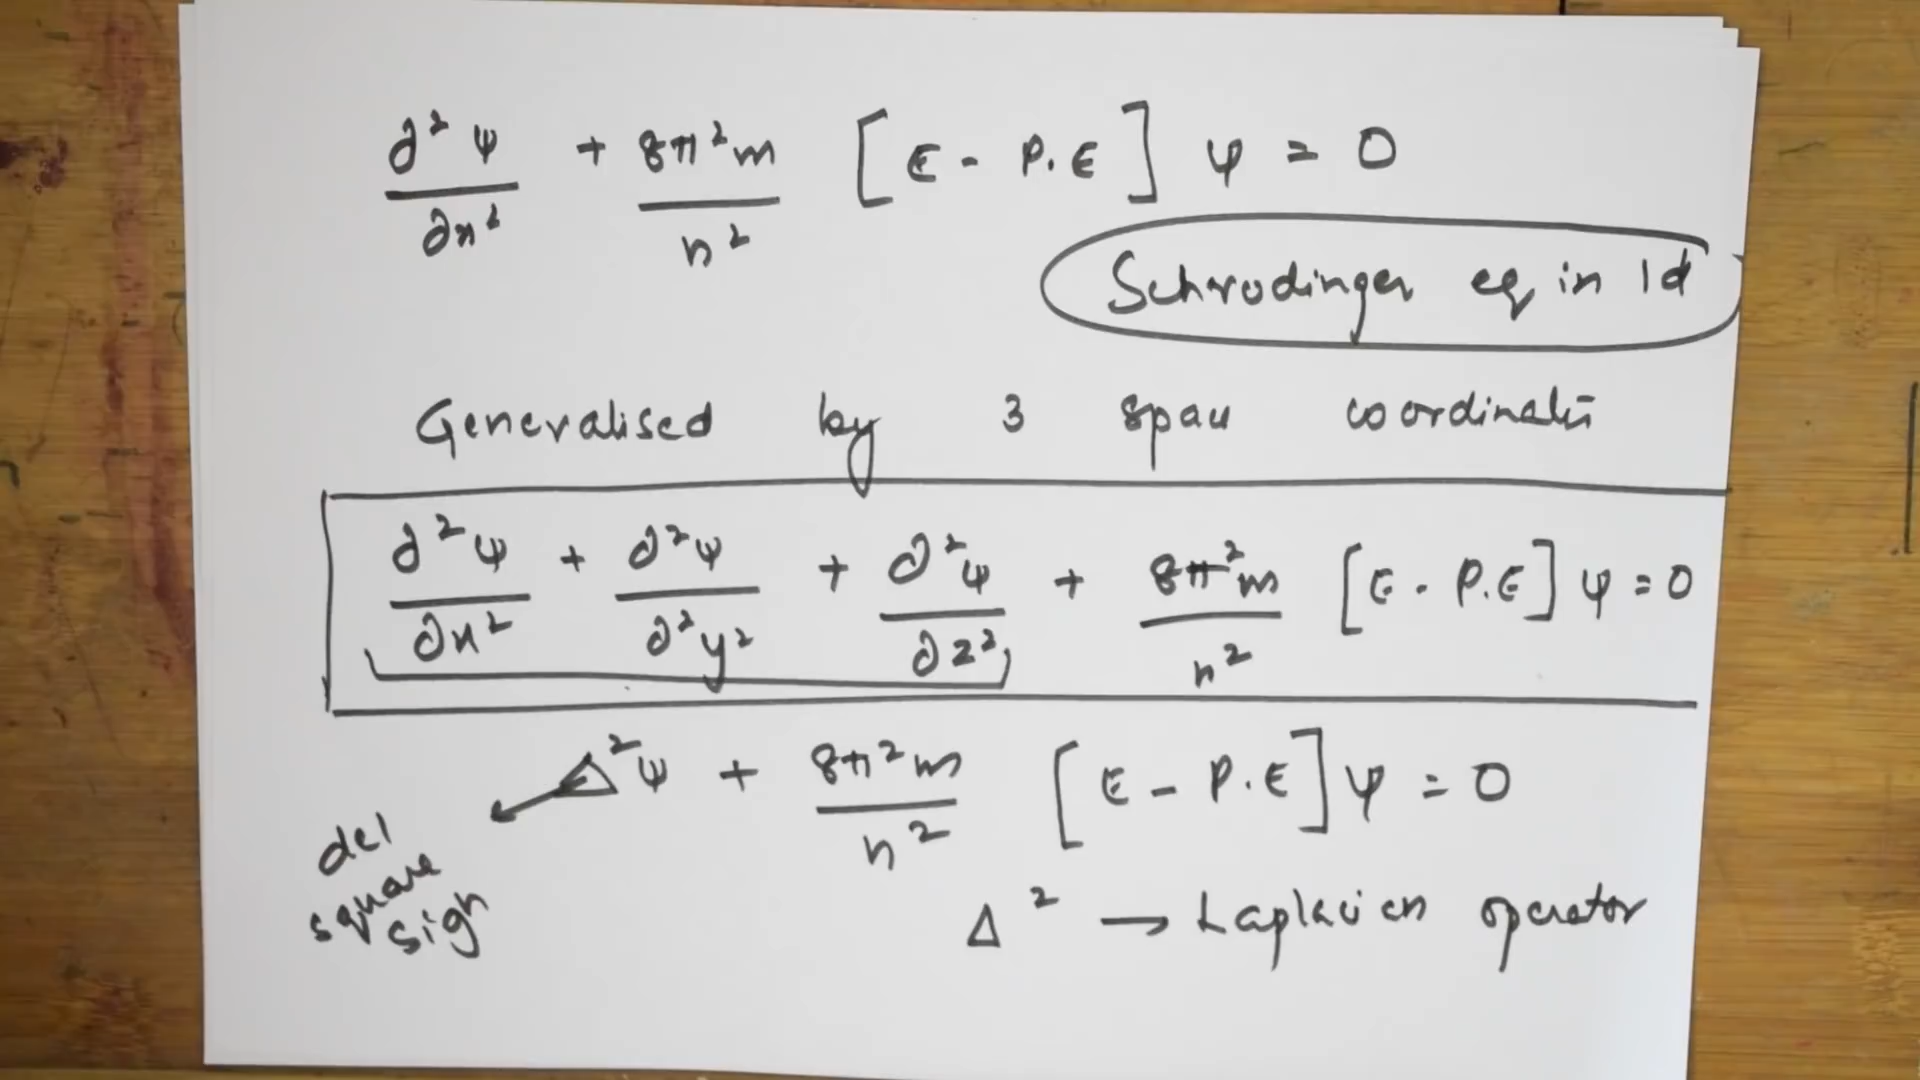 ∂²ψ/∂x² + 8π²m/h² [E - P.E] ψ = 0
Schrodinger eq in 1d
Generalised by 3 space coordinates
∂²ψ/∂x² + ∂²ψ/∂²y² + ∂²ψ/∂z² + 8π²m/h² [E - P.E] ψ = 0
Δ²ψ + 8π²m/h² [E - P.E] ψ = 0
del
square
sign
Δ² → Laplacian operator